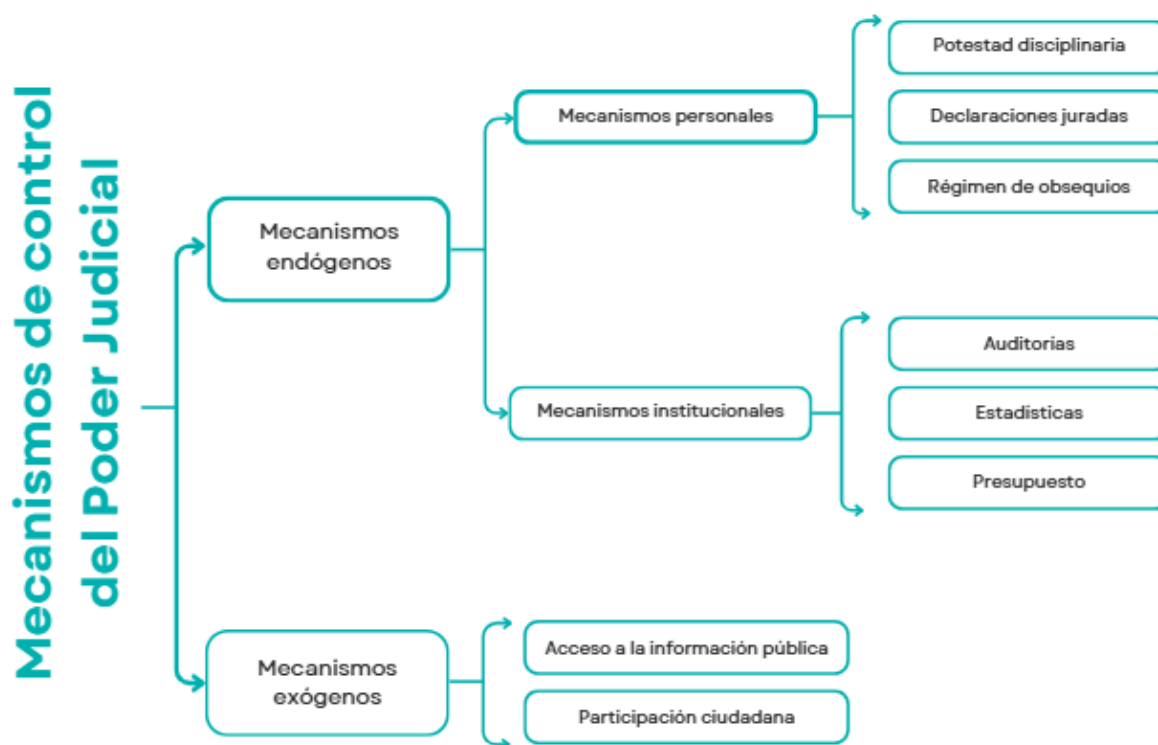 Mecanismos de control
del Poder Judicial
Mecanismos
endógenos
Mecanismos personales
Potestad disciplinaria
Declaraciones juradas
Régimen de obsequios
Mecanismos institucionales
Auditorias
Estadisticas
Presupuesto
Mecanismos
exógenos
Acceso a la información pública
Participación ciudadana